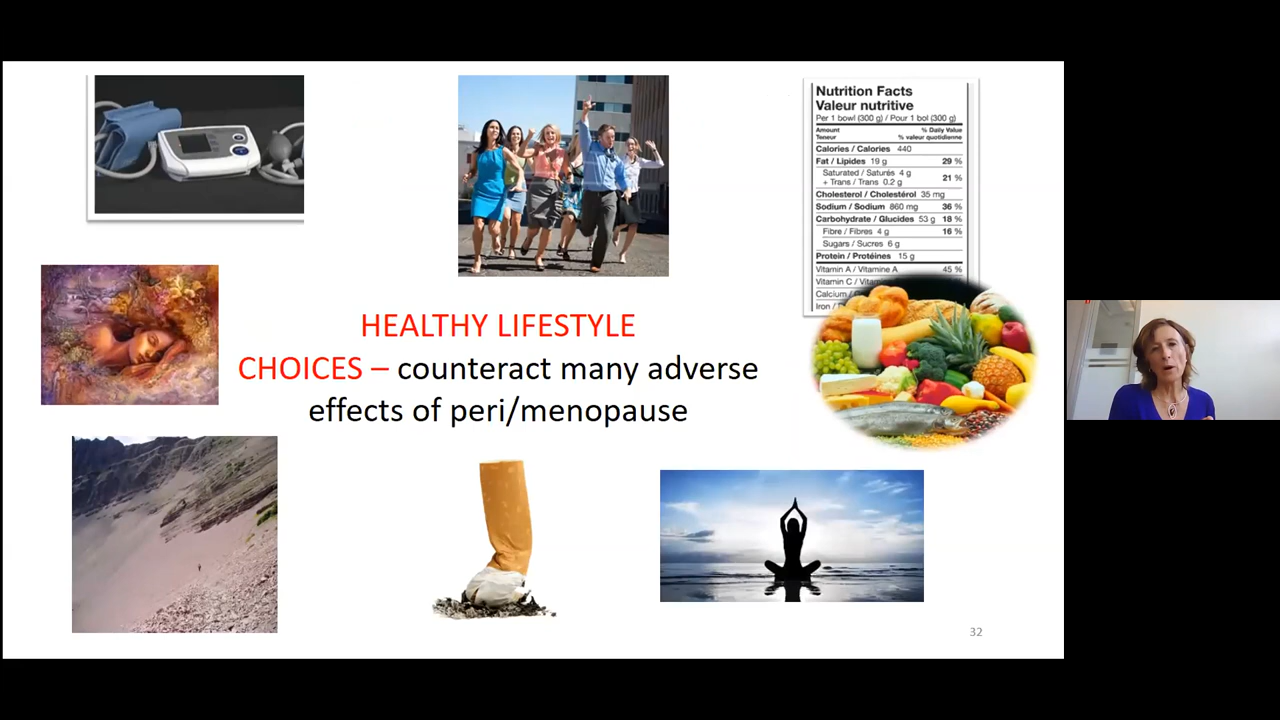 Nutrition Facts
Valeur nutritive
Per 1 bowl (300 g) / Pour 1 bol (300 g)
Amount % Daily Value
Teneur % valeur quotidienne
Calories / Calories 440
Fat / Lipides 19 g 29 %
Saturated / Saturés 4 g
+ Trans / Trans 0.2 g 21 %
Cholesterol / Cholestérol 35 mg
Sodium / Sodium 860 mg 36 %
Carbohydrate / Glucides 53 g 18 %
Fibre / Fibres 4 g 16 %
Sugars / Sucres 6 g
Protein / Protéines 15 g
Vitamin A / Vitamine A 45 %
Vitamin C /
Calcium /
Iron /
HEALTHY LIFESTYLE
CHOICES – counteract many adverse
effects of peri/menopause
32